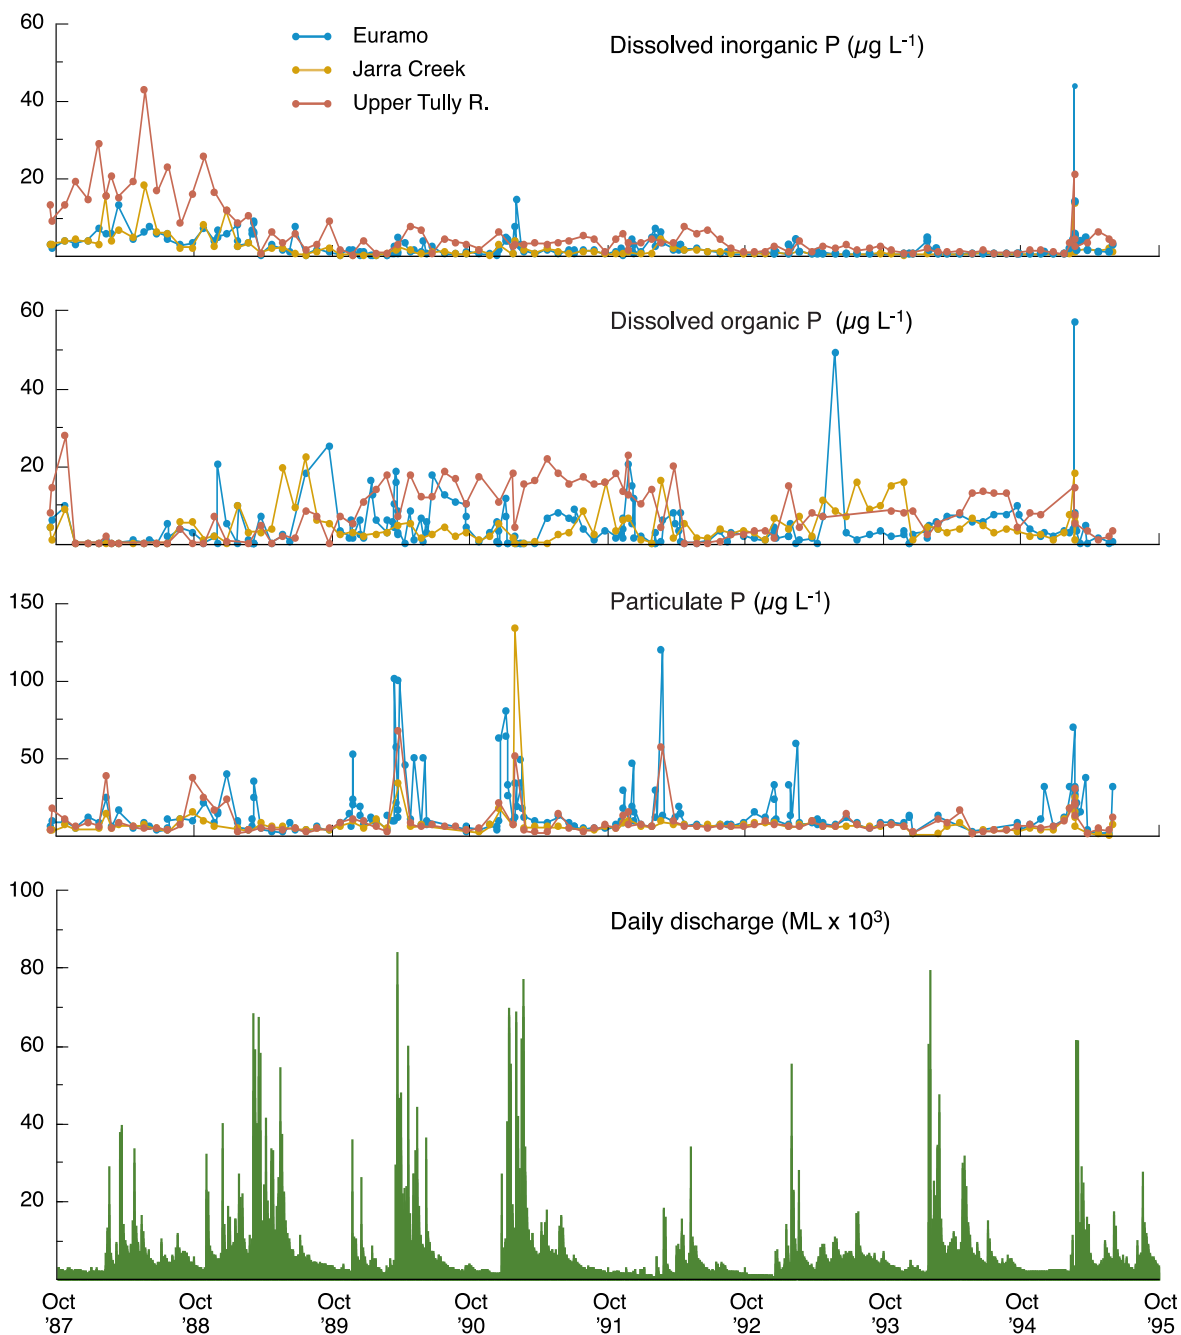 60
40
20
Euramo
Jarra Creek
Upper Tully R.
Dissolved inorganic P (µg L⁻¹)
60
40
20
Dissolved organic P (µg L⁻¹)
150
100
50
Particulate P (µg L⁻¹)
100
80
60
40
20
Daily discharge (ML x 10³)
Oct Oct Oct Oct Oct Oct Oct Oct Oct
’87 ’88 ’89 ’90 ’91 ’92 ’93 ’94 ’95